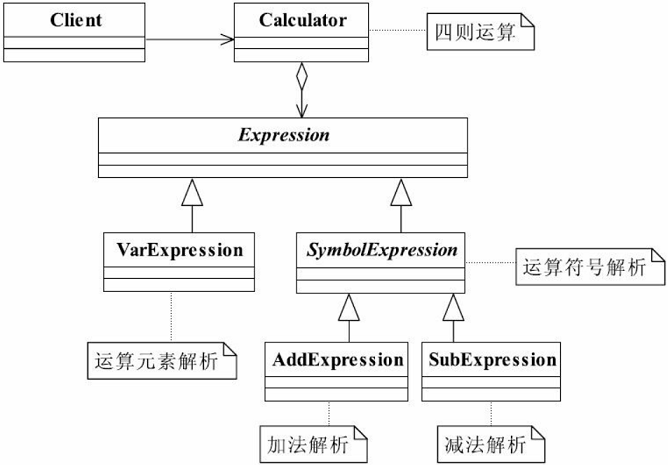 Client
Calculator
四则运算
Expression
VarExpression
SymbolExpression
运算符号解析
运算元素解析
AddExpression
SubExpression
加法解析
减法解析